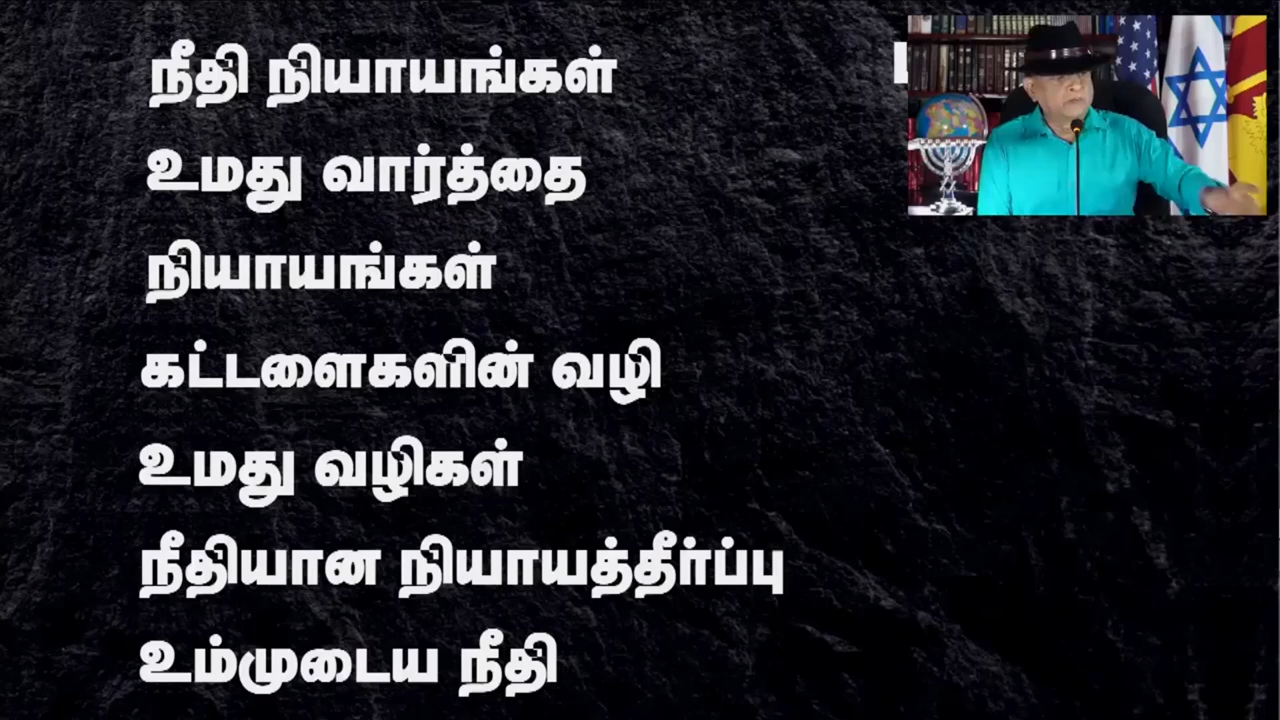 நீதி நியாயங்கள்
உமது வார்த்தை
நியாயங்கள்
கட்டளைகளின் வழி
உமது வழிகள்
நீதியான நியாயத்தீர்ப்பு
உம்முடைய நீதி